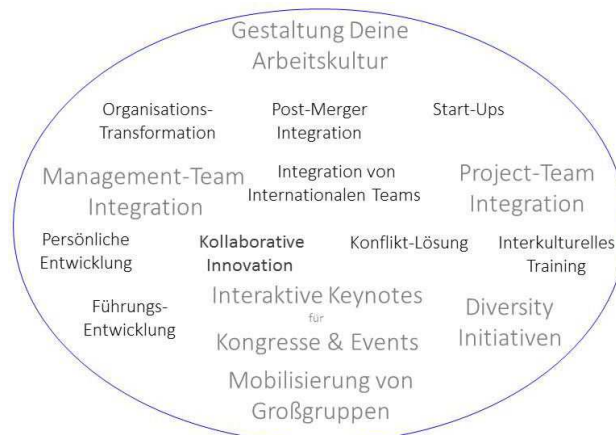 Gestaltung Deine
Arbeitskultur
Organisations-
Transformation
Post-Merger
Integration
Start-Ups
Management-Team
Integration
Integration von
Internationalen Teams
Project-Team
Integration
Persönliche
Entwicklung
Kollaborative
Innovation
Konflikt-Lösung
Interkulturelles
Training
Führungs-
Entwicklung
Interaktive Keynotes
für
Kongresse & Events
Diversity
Initiativen
Mobilisierung von
Großgruppen